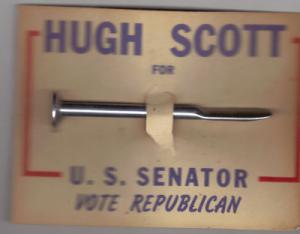 HUGH SCOTT
FOR
U. S. SENATOR
VOTE REPUBLICAN